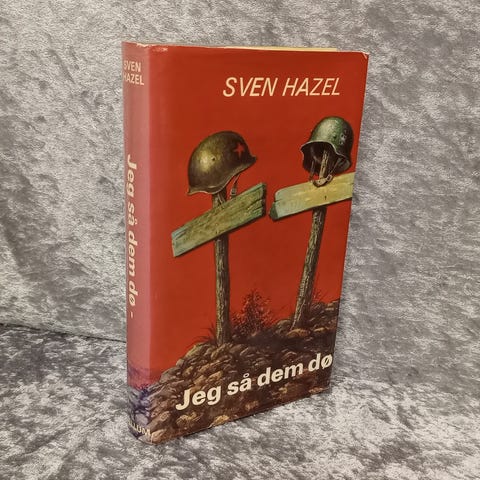 SVEN
HAZEL
Jeg så dem dø -
SVEN HAZEL
Jeg så dem dø